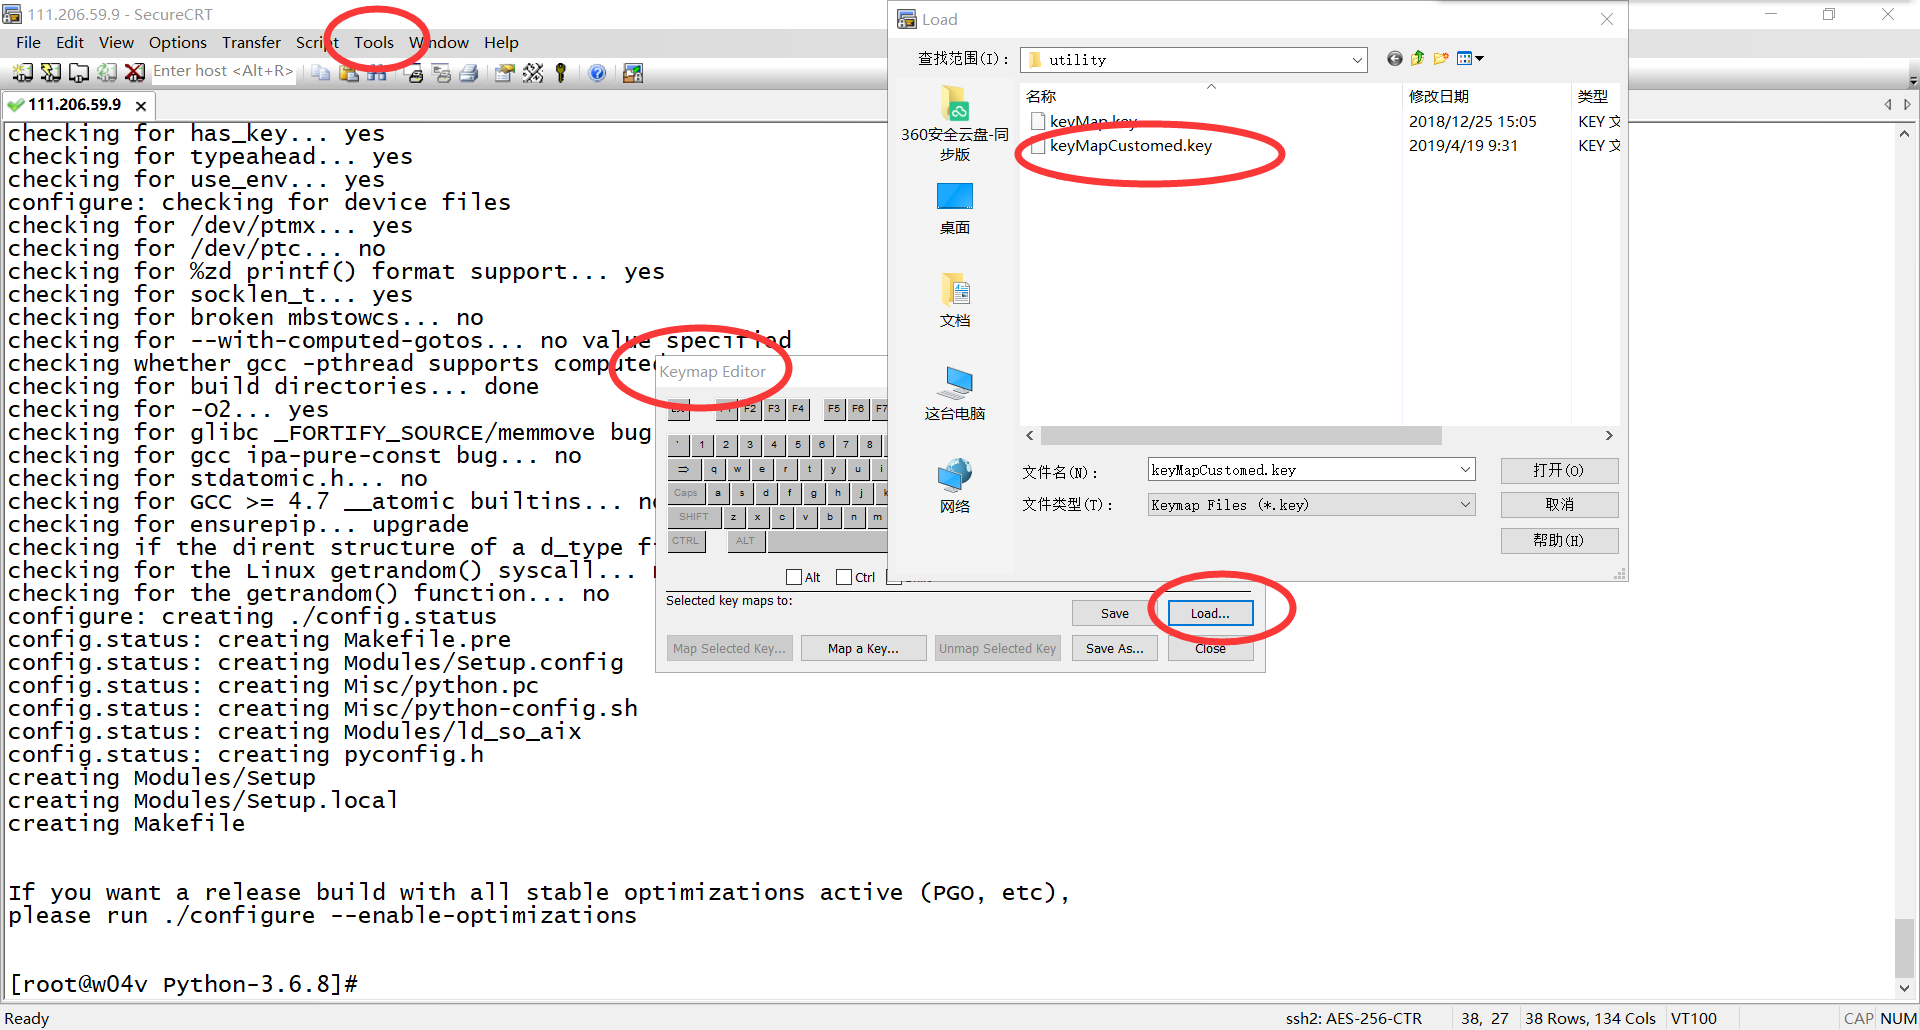 111.206.59.9 - SecureCRT
File Edit View Options Transfer Script Tools Window Help
Enter host <Alt+R>
111.206.59.9
checking for has_key... yes
checking for typeahead... yes
checking for use_env... yes
configure: checking for device files
checking for /dev/ptmx... yes
checking for /dev/ptc... no
checking for %zd printf() format support... yes
checking for socklen_t... yes
checking for broken mbstowcs... no
checking for --with-computed-gotos... no value specified
checking whether gcc -pthread supports computed
checking for build directories... done
checking for -O2... yes
checking for glibc _FORTIFY_SOURCE/memmove bug
checking for gcc ipa-pure-const bug... no
checking for stdatomic.h... no
checking for GCC >= 4.7 __atomic builtins... no
checking for ensurepip... upgrade
checking if the dirent structure of a d_type f
checking for the Linux getrandom() syscall...
checking for the getrandom() function... no
configure: creating ./config.status
config.status: creating Makefile.pre
config.status: creating Modules/Setup.config
config.status: creating Misc/python.pc
config.status: creating Misc/python-config.sh
config.status: creating Modules/ld_so_aix
config.status: creating pyconfig.h
creating Modules/Setup
creating Modules/Setup.local
creating Makefile
If you want a release build with all stable optimizations active (PGO, etc),
please run ./configure --enable-optimizations
[root@w04v Python-3.6.8]#
Keymap Editor
F2 F3 F4 F5 F6 F7
` 1 2 3 4 5 6 7 8
q w e r t y u i
Caps a s d f g h j k
SHIFT z x c v b n m
CTRL ALT
Alt Ctrl
Selected key maps to:
Save Load...
Map Selected Key... Map a Key... Unmap Selected Key Save As... Close
Load
查找范围(I): utility
360安全云盘-同
步版
桌面
文档
这台电脑
网络
名称 修改日期 类型
keyMap.key 2018/12/25 15:05 KEY 文
keyMapCustomed.key 2019/4/19 9:31 KEY 文
文件名(N): keyMapCustomed.key 打开(O)
文件类型(T): Keymap Files (*.key) 取消
帮助(H)
Ready ssh2: AES-256-CTR 38, 27 38 Rows, 134 Cols VT100 CAP NUM